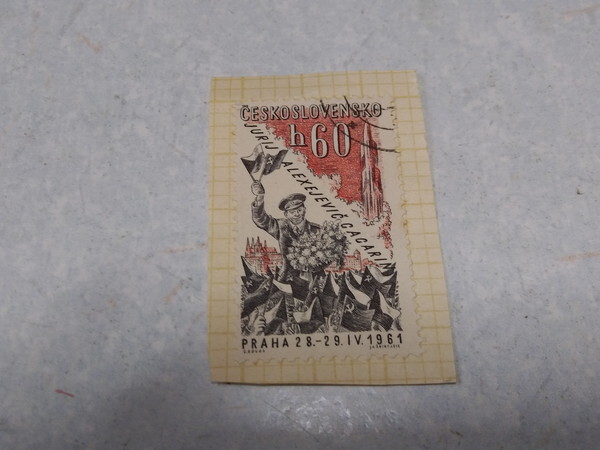 ČESKOSLOVENSKO
h60
JURIJ ALEXEJEVIČ GAGARIN
PRAHA 28.-29.IV.1961